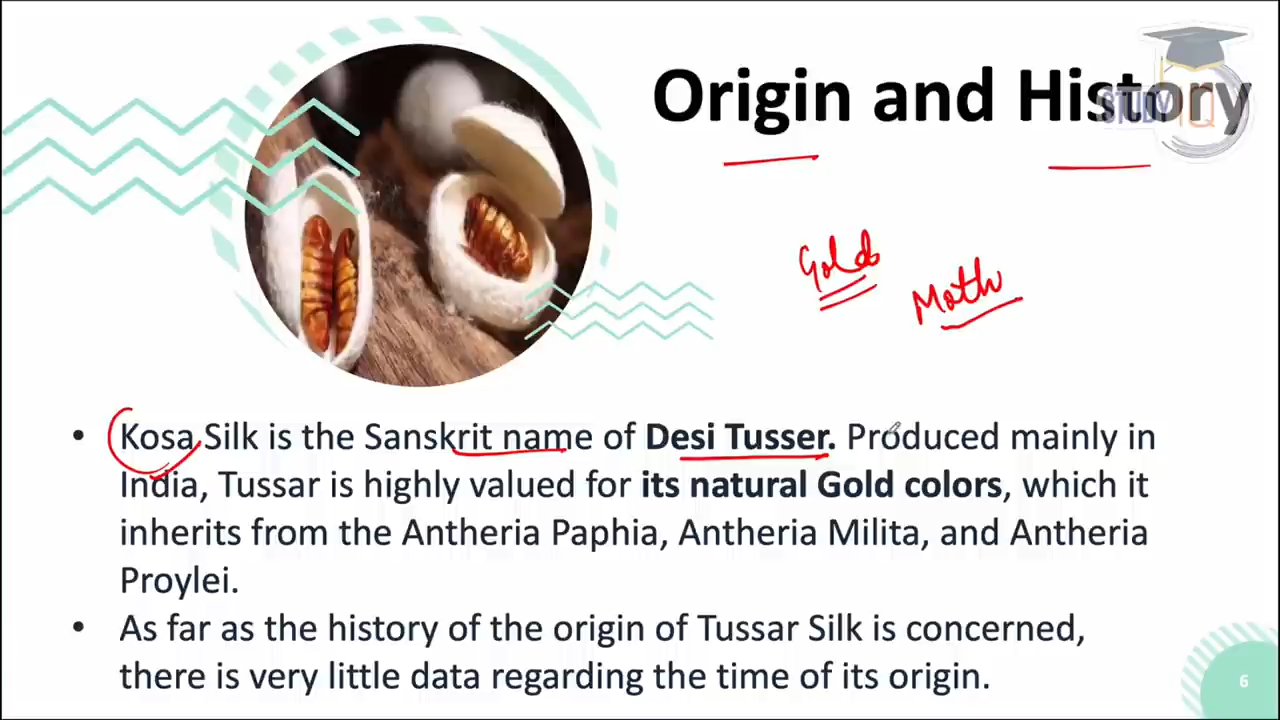 Origin and History
STUDY IQ
Gold
Moth
• Kosa Silk is the Sanskrit name of Desi Tusser. Produced mainly in
India, Tussar is highly valued for its natural Gold colors, which it
inherits from the Antheria Paphia, Antheria Milita, and Antheria
Proylei.
• As far as the history of the origin of Tussar Silk is concerned,
there is very little data regarding the time of its origin.
6